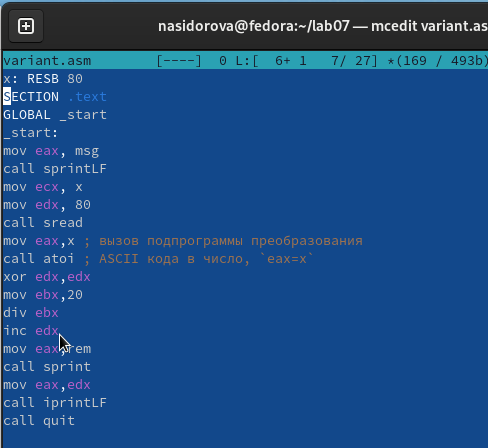 nasidorova@fedora:~/lab07 — mcedit variant.as
variant.asm [----] 0 L:[ 6+ 1 7/ 27] *(169 / 493b)
x: RESB 80
SECTION .text
GLOBAL _start
_start:
mov eax, msg
call sprintLF
mov ecx, x
mov edx, 80
call sread
mov eax,x ; вызов подпрограммы преобразования
call atoi ; ASCII кода в число, `eax=x`
xor edx,edx
mov ebx,20
div ebx
inc edx
mov eax,rem
call sprint
mov eax,edx
call iprintLF
call quit